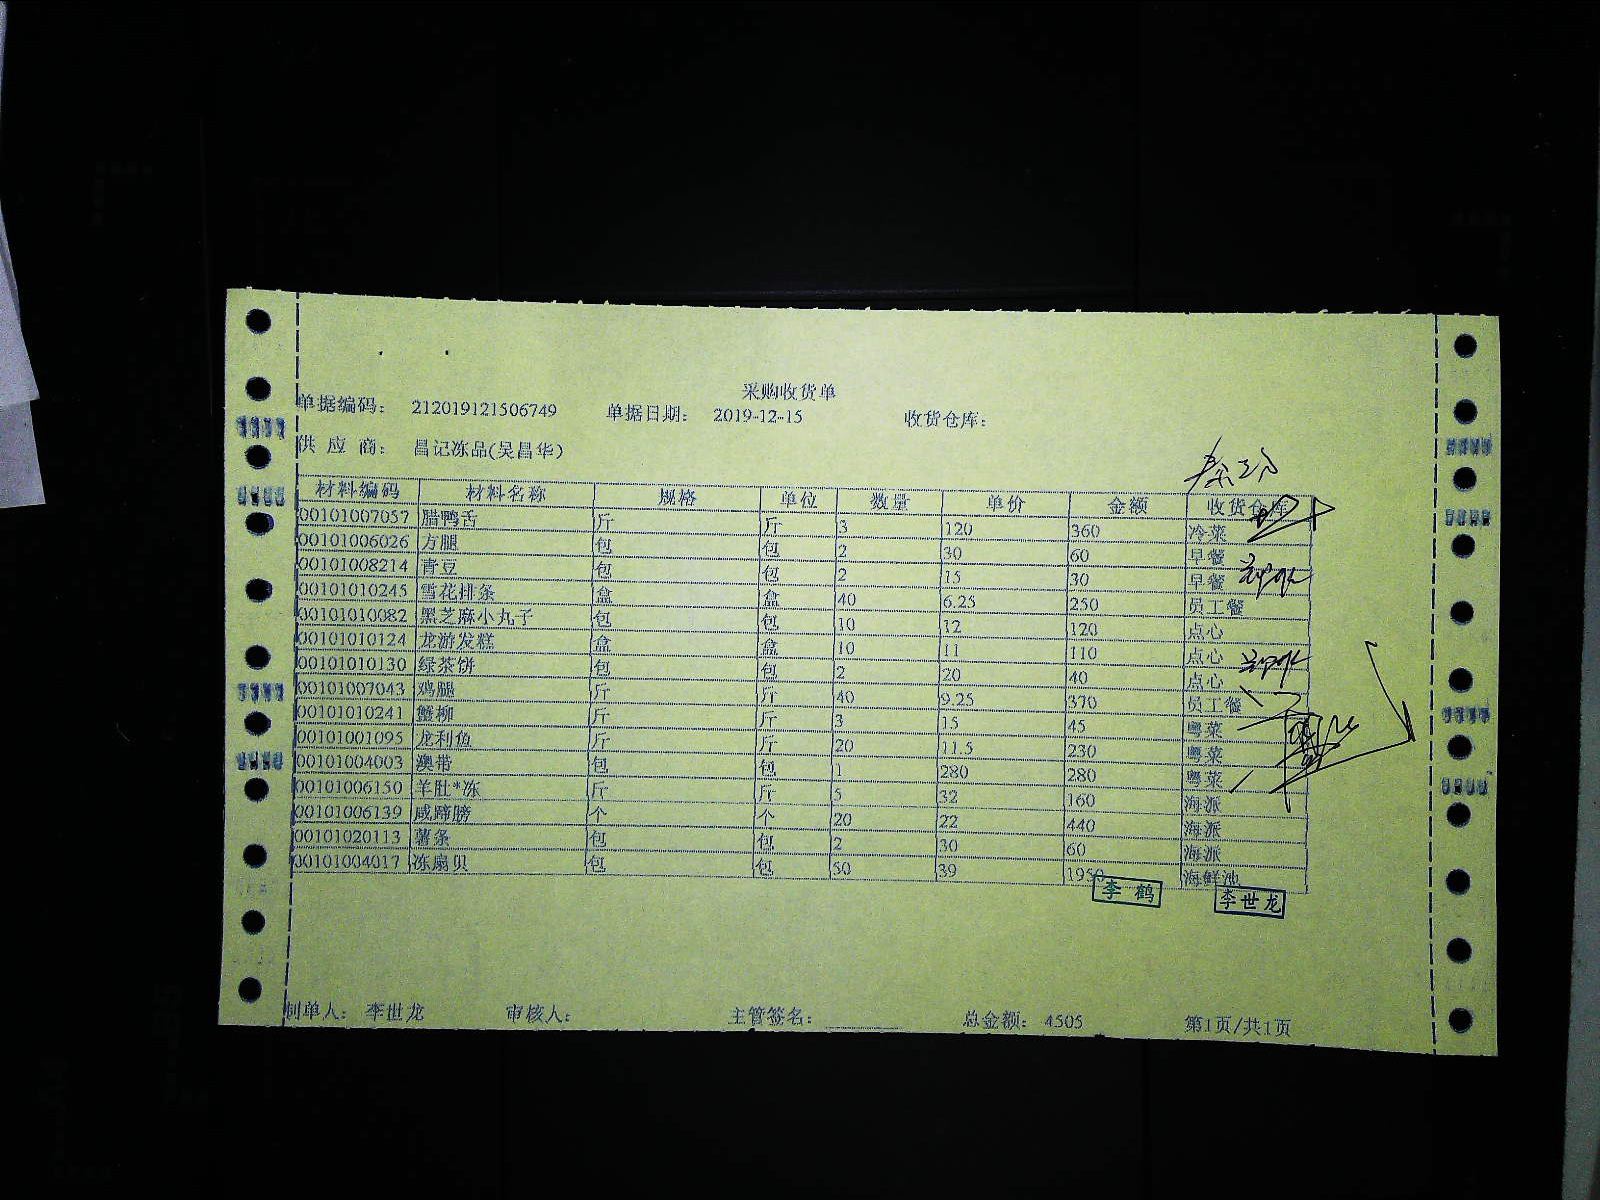 采购收货单
单据编码: 212019121506749 单据日期: 2019-12-15 收货仓库:
供 应 商: 昌记冻品(吴昌华)
材料编码 材料名称 规格 单位 数量 单价 金额 收货仓库
00101007057 腊鸭舌 斤 斤 3 120 360 冷菜
00101006026 方腿 包 包 2 30 60 早餐
00101008214 青豆 包 包 2 15 30 早餐
00101010245 雪花排条 盒 盒 40 6.25 250 员工餐
00101010082 黑芝麻小丸子 包 包 10 12 120 点心
00101010124 龙游发糕 盒 盒 10 11 110 点心
00101010130 绿茶饼 包 包 2 20 40 点心
00101007043 鸡腿 斤 斤 40 9.25 370 员工餐
00101010241 蟹柳 斤 斤 3 15 45 粤菜
00101001095 龙利鱼 斤 斤 20 11.5 230 粤菜
00101004003 澳带 包 包 1 280 280 粤菜
00101006150 羊肚*冻 斤 斤 5 32 160 海派
00101006139 咸蹄膀 个 个 20 22 440 海派
00101020113 薯条 包 包 2 30 60 海派
00101004017 冻扇贝 包 包 50 39 1950 海鲜池
李鹤 李世龙
制单人: 李世龙 审核人: 主管签名: 总金额: 4505 第1页/共1页